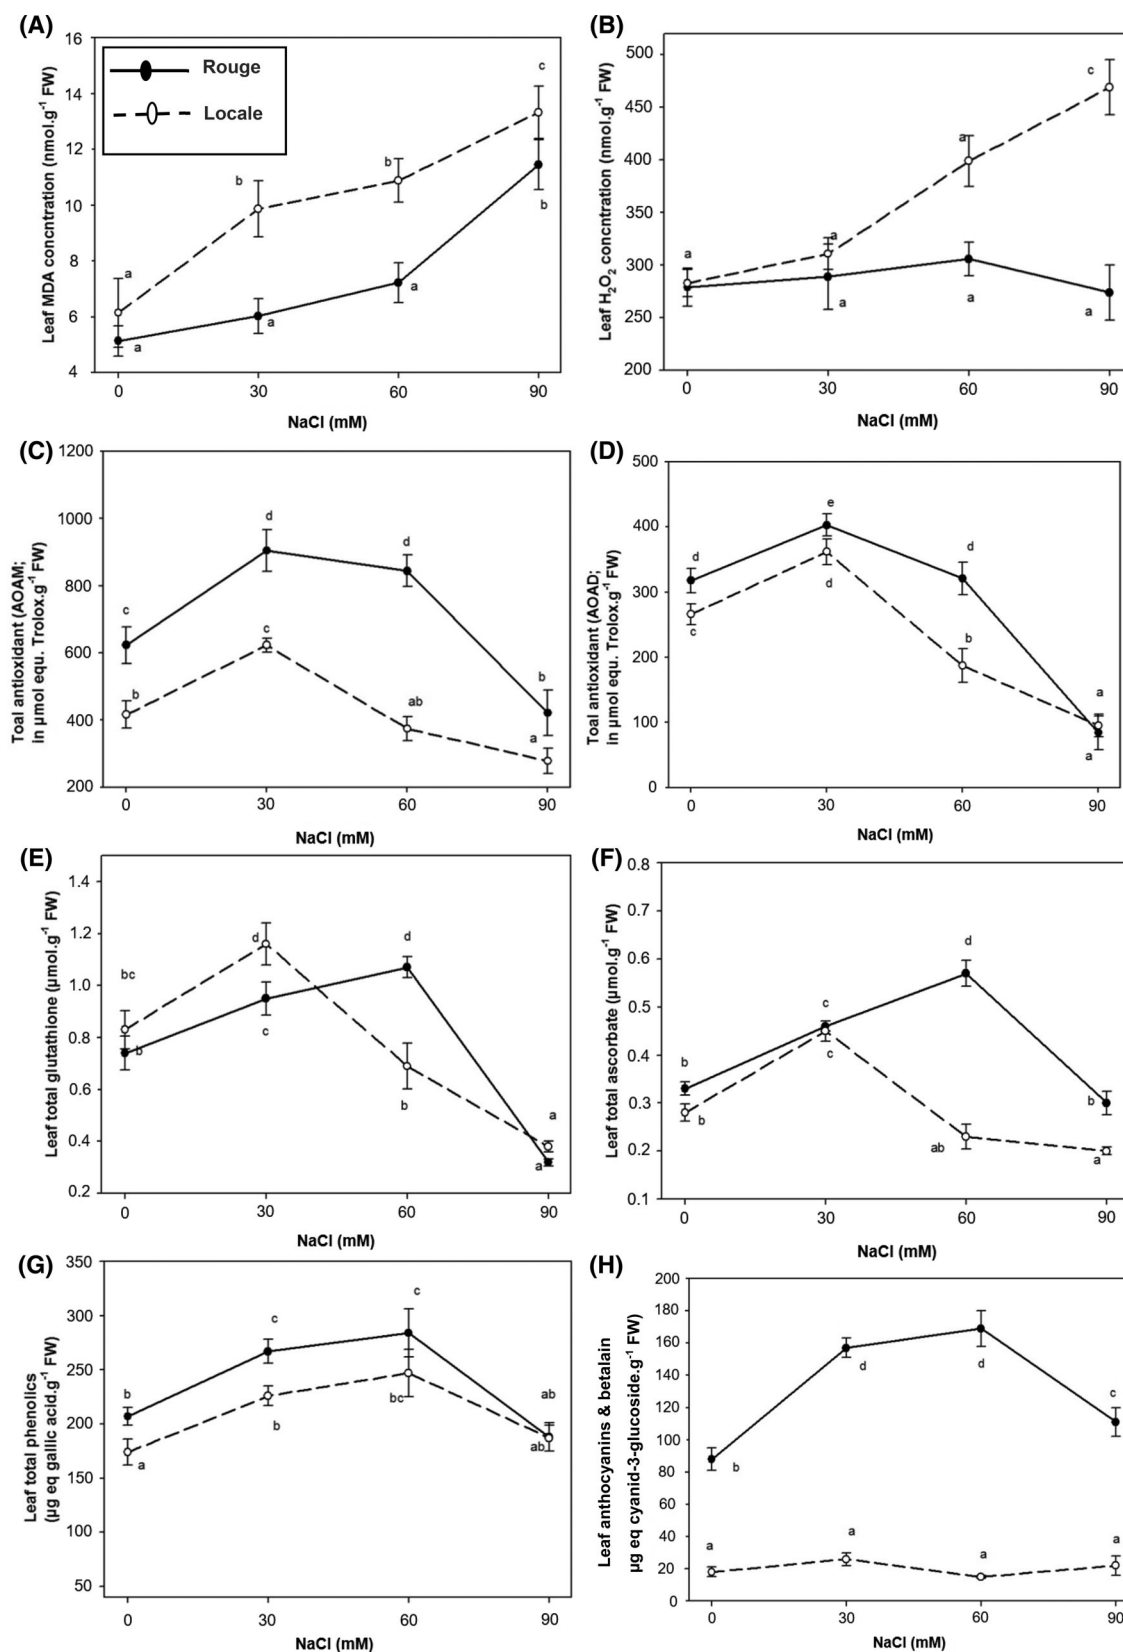 (A)
Leaf MDA concntration (nmol.g⁻¹ FW)
16
14
12
10
8
6
4
Rouge
Locale
a
b
b
c
a
a
a
b
0 30 60 90
NaCl (mM)
(B)
Leaf H₂O₂ concntration (nmol.g⁻¹ FW)
500
450
400
350
300
250
200
a
a
a
c
a
a
a
0 30 60 90
NaCl (mM)
(C)
Toal antioxidant (AOAM;
in µmol equ. Trolox.g⁻¹ FW)
1200
1000
800
600
400
200
c
d
d
b
b
c
ab
a
0 30 60 90
NaCl (mM)
(D)
Toal antioxidant (AOAD;
in µmol equ. Trolox.g⁻¹ FW)
500
400
300
200
100
0
d
e
d
a
c
d
b
a
0 30 60 90
NaCl (mM)
(E)
Leaf total glutathione (µmol.g⁻¹ FW)
1.4
1.2
1.0
0.8
0.6
0.4
0.2
bc
d
d
b
c
b
a
a
0 30 60 90
NaCl (mM)
(F)
Leaf total ascorbate (µmol.g⁻¹ FW)
0.8
0.7
0.6
0.5
0.4
0.3
0.2
0.1
b
c
d
b
b
c
ab
a
0 30 60 90
NaCl (mM)
(G)
Leaf total phenolics
(µg eq gallic acid.g⁻¹ FW)
350
300
250
200
150
100
50
b
c
c
ab
a
b
bc
ab
0 30 60 90
NaCl (mM)
(H)
Leaf anthocyanins & betalain
µg eq cyanid-3-glucoside.g⁻¹ FW)
200
180
160
140
120
100
80
60
40
20
0
b
d
d
c
a
a
a
a
0 30 60 90
NaCl (mM)